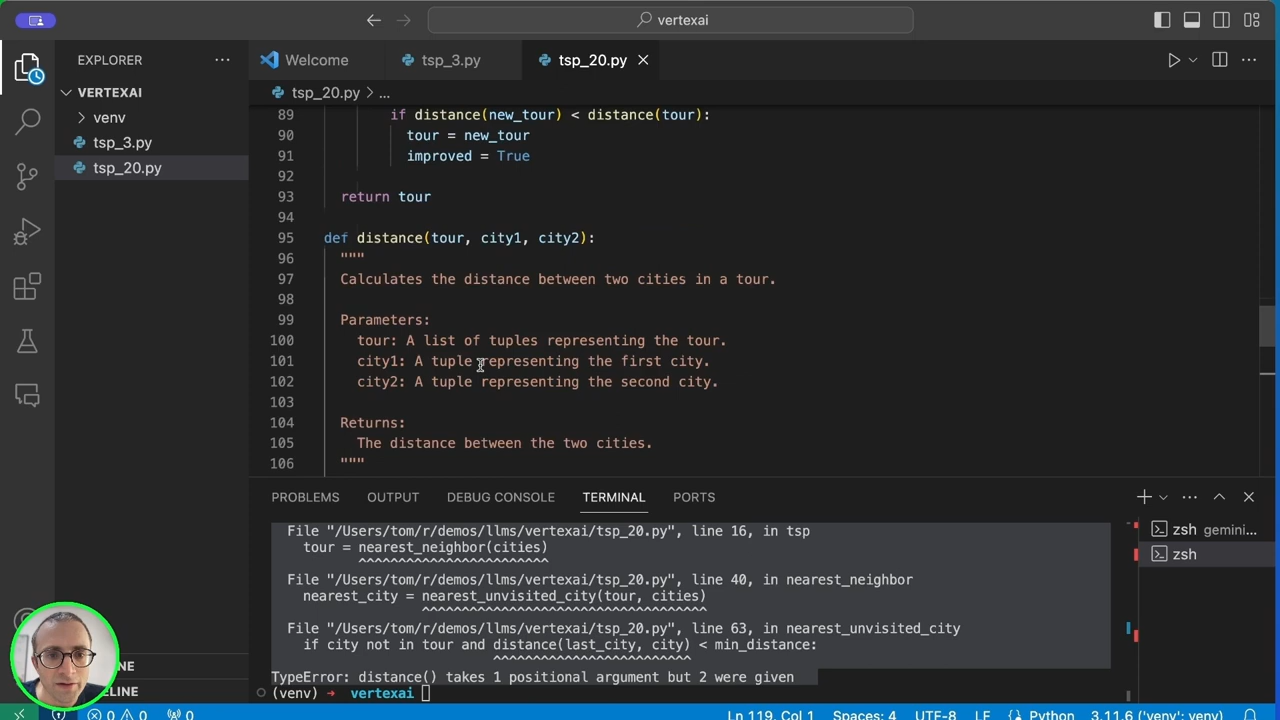 vertexai
EXPLORER
Welcome
tsp_3.py
tsp_20.py
VERTEXAI
tsp_20.py > ...
venv
tsp_3.py
tsp_20.py
89 if distance(new_tour) < distance(tour):
90 tour = new_tour
91 improved = True
92
93 return tour
94
95 def distance(tour, city1, city2):
96 """
97 Calculates the distance between two cities in a tour.
98
99 Parameters:
100 tour: A list of tuples representing the tour.
101 city1: A tuple representing the first city.
102 city2: A tuple representing the second city.
103
104 Returns:
105 The distance between the two cities.
106 """
PROBLEMS OUTPUT DEBUG CONSOLE TERMINAL PORTS
File "/Users/tom/r/demos/llms/vertexai/tsp_20.py", line 16, in tsp
tour = nearest_neighbor(cities)
^^^^^^^^^^^^^^^^^^^^^^^
File "/Users/tom/r/demos/llms/vertexai/tsp_20.py", line 40, in nearest_neighbor
nearest_city = nearest_unvisited_city(tour, cities)
^^^^^^^^^^^^^^^^^^^^^^^^^^^^^^^^^^^^
File "/Users/tom/r/demos/llms/vertexai/tsp_20.py", line 63, in nearest_unvisited_city
if city not in tour and distance(last_city, city) < min_distance:
^^^^^^^^^^^^^^^^^^^^^^^^^
TypeError: distance() takes 1 positional argument but 2 were given
(venv) → vertexai
zsh gemini...
zsh
0 0 0
Ln 119, Col 1 Spaces: 4 UTF-8 LF Python 3.11.6 ('venv': venv)